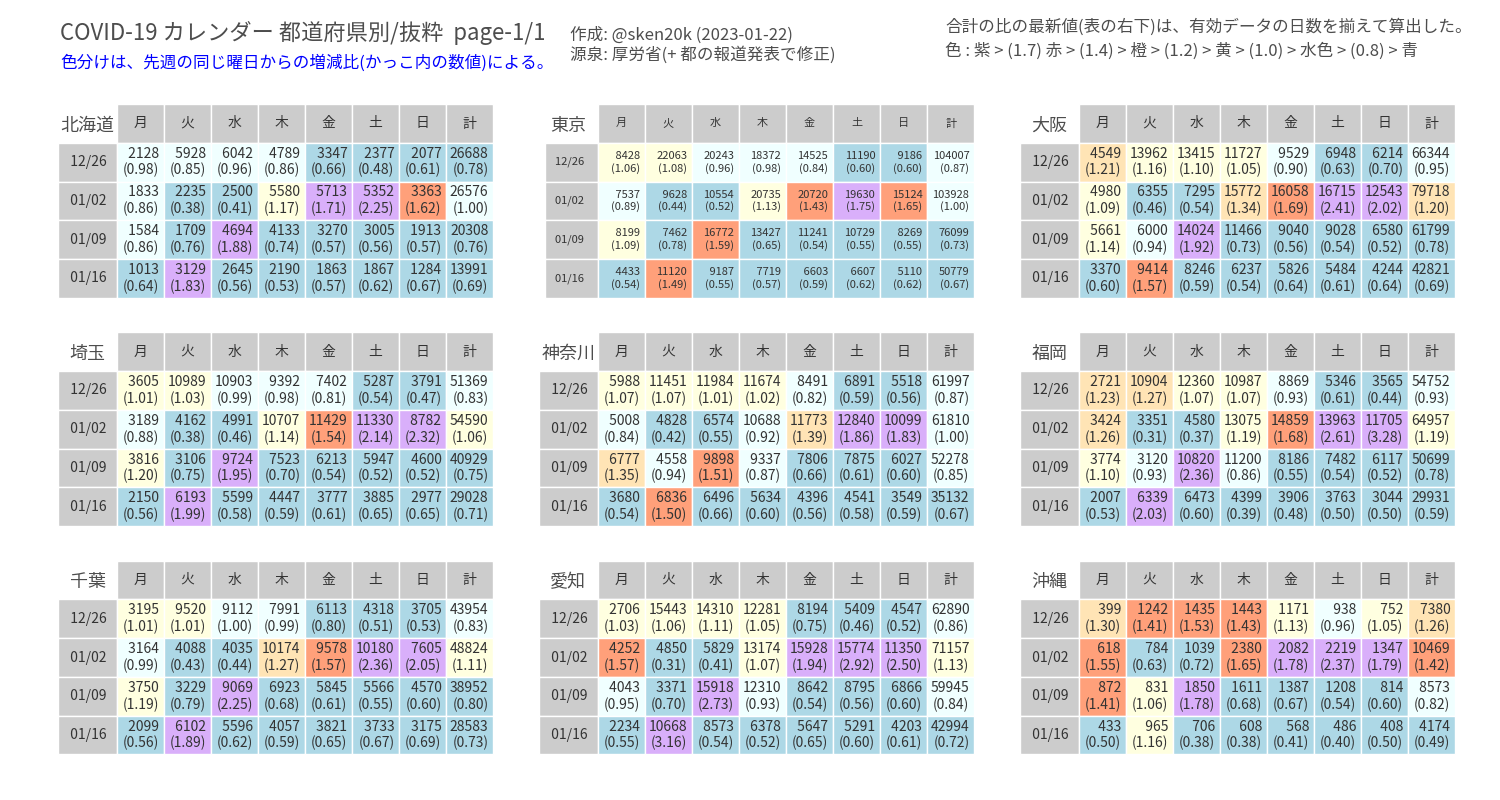 COVID-19 カレンダー 都道府県別/抜粋 page-1/1
色分けは、先週の同じ曜日からの増減比(かっこ内の数値)による。
作成: @sken20k (2023-01-22)
源泉: 厚労省(+ 都の報道発表で修正)
合計の比の最新値(表の右下)は、有効データの日数を揃えて算出した。
色 : 紫 > (1.7) 赤 > (1.4) > 橙 > (1.2) > 黄 > (1.0) > 水色 > (0.8) > 青
北海道 月 火 水 木 金 土 日 計
12/26 2128 5928 6042 4789 3347 2377 2077 26688
(0.98) (0.85) (0.96) (0.86) (0.66) (0.48) (0.61) (0.78)
01/02 1833 2235 2500 5580 5713 5352 3363 26576
(0.86) (0.38) (0.41) (1.17) (1.71) (2.25) (1.62) (1.00)
01/09 1584 1709 4694 4133 3270 3005 1913 20308
(0.86) (0.76) (1.88) (0.74) (0.57) (0.56) (0.57) (0.76)
01/16 1013 3129 2645 2190 1863 1867 1284 13991
(0.64) (1.83) (0.56) (0.53) (0.57) (0.62) (0.67) (0.69)
東京 月 火 水 木 金 土 日 計
12/26 8428 22063 20243 18372 14525 11190 9186 104007
(1.06) (1.08) (0.96) (0.98) (0.84) (0.60) (0.60) (0.87)
01/02 7537 9628 10554 20735 20720 19630 15124 103928
(0.89) (0.44) (0.52) (1.13) (1.43) (1.75) (1.65) (1.00)
01/09 8199 7462 16772 13427 11241 10729 8269 76099
(1.09) (0.78) (1.59) (0.65) (0.54) (0.55) (0.55) (0.73)
01/16 4433 11120 9187 7719 6603 6607 5110 50779
(0.54) (1.49) (0.55) (0.57) (0.59) (0.62) (0.62) (0.67)
大阪 月 火 水 木 金 土 日 計
12/26 4549 13962 13415 11727 9529 6948 6214 66344
(1.21) (1.16) (1.10) (1.05) (0.90) (0.63) (0.70) (0.95)
01/02 4980 6355 7295 15772 16058 16715 12543 79718
(1.09) (0.46) (0.54) (1.34) (1.69) (2.41) (2.02) (1.20)
01/09 5661 6000 14024 11466 9040 9028 6580 61799
(1.14) (0.94) (1.92) (0.73) (0.56) (0.54) (0.52) (0.78)
01/16 3370 9414 8246 6237 5826 5484 4244 42821
(0.60) (1.57) (0.59) (0.54) (0.64) (0.61) (0.64) (0.69)
埼玉 月 火 水 木 金 土 日 計
12/26 3605 10989 10903 9392 7402 5287 3791 51369
(1.01) (1.03) (0.99) (0.98) (0.81) (0.54) (0.47) (0.83)
01/02 3189 4162 4991 10707 11429 11330 8782 54590
(0.88) (0.38) (0.46) (1.14) (1.54) (2.14) (2.32) (1.06)
01/09 3816 3106 9724 7523 6213 5947 4600 40929
(1.20) (0.75) (1.95) (0.70) (0.54) (0.52) (0.52) (0.75)
01/16 2150 6193 5599 4447 3777 3885 2977 29028
(0.56) (1.99) (0.58) (0.59) (0.61) (0.65) (0.65) (0.71)
神奈川 月 火 水 木 金 土 日 計
12/26 5988 11451 11984 11674 8491 6891 5518 61997
(1.07) (1.07) (1.01) (1.02) (0.82) (0.59) (0.56) (0.87)
01/02 5008 4828 6574 10688 11773 12840 10099 61810
(0.84) (0.42) (0.55) (0.92) (1.39) (1.86) (1.83) (1.00)
01/09 6777 4558 9898 9337 7806 7875 6027 52278
(1.35) (0.94) (1.51) (0.87) (0.66) (0.61) (0.60) (0.85)
01/16 3680 6836 6496 5634 4396 4541 3549 35132
(0.54) (1.50) (0.66) (0.60) (0.56) (0.58) (0.59) (0.67)
福岡 月 火 水 木 金 土 日 計
12/26 2721 10904 12360 10987 8869 5346 3565 54752
(1.23) (1.27) (1.07) (1.07) (0.93) (0.61) (0.44) (0.93)
01/02 3424 3351 4580 13075 14859 13963 11705 64957
(1.26) (0.31) (0.37) (1.19) (1.68) (2.61) (3.28) (1.19)
01/09 3774 3120 10820 11200 8186 7482 6117 50699
(1.10) (0.93) (2.36) (0.86) (0.55) (0.54) (0.52) (0.78)
01/16 2007 6339 6473 4399 3906 3763 3044 29931
(0.53) (2.03) (0.60) (0.39) (0.48) (0.50) (0.50) (0.59)
千葉 月 火 水 木 金 土 日 計
12/26 3195 9520 9112 7991 6113 4318 3705 43954
(1.01) (1.01) (1.00) (0.99) (0.80) (0.51) (0.53) (0.83)
01/02 3164 4088 4035 10174 9578 10180 7605 48824
(0.99) (0.43) (0.44) (1.27) (1.57) (2.36) (2.05) (1.11)
01/09 3750 3229 9069 6923 5845 5566 4570 38952
(1.19) (0.79) (2.25) (0.68) (0.61) (0.55) (0.60) (0.80)
01/16 2099 6102 5596 4057 3821 3733 3175 28583
(0.56) (1.89) (0.62) (0.59) (0.65) (0.67) (0.69) (0.73)
愛知 月 火 水 木 金 土 日 計
12/26 2706 15443 14310 12281 8194 5409 4547 62890
(1.03) (1.06) (1.11) (1.05) (0.75) (0.46) (0.52) (0.86)
01/02 4252 4850 5829 13174 15928 15774 11350 71157
(1.57) (0.31) (0.41) (1.07) (1.94) (2.92) (2.50) (1.13)
01/09 4043 3371 15918 12310 8642 8795 6866 59945
(0.95) (0.70) (2.73) (0.93) (0.54) (0.56) (0.60) (0.84)
01/16 2234 10668 8573 6378 5647 5291 4203 42994
(0.55) (3.16) (0.54) (0.52) (0.65) (0.60) (0.61) (0.72)
沖縄 月 火 水 木 金 土 日 計
12/26 399 1242 1435 1443 1171 938 752 7380
(1.30) (1.41) (1.53) (1.43) (1.13) (0.96) (1.05) (1.26)
01/02 618 784 1039 2380 2082 2219 1347 10469
(1.55) (0.63) (0.72) (1.65) (1.78) (2.37) (1.79) (1.42)
01/09 872 831 1850 1611 1387 1208 814 8573
(1.41) (1.06) (1.78) (0.68) (0.67) (0.54) (0.60) (0.82)
01/16 433 965 706 608 568 486 408 4174
(0.50) (1.16) (0.38) (0.38) (0.41) (0.40) (0.50) (0.49)